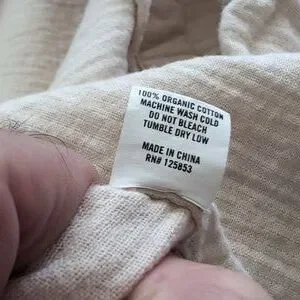 100% ORGANIC COTTON
MACHINE WASH COLD
DO NOT BLEACH
TUMBLE DRY LOW
MADE IN CHINA
RN# 125853